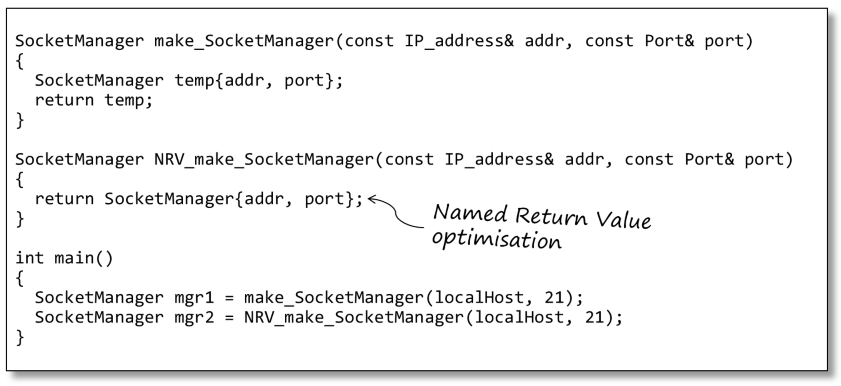 SocketManager make_SocketManager(const IP_address& addr, const Port& port)
{
  SocketManager temp{addr, port};
  return temp;
}

SocketManager NRV_make_SocketManager(const IP_address& addr, const Port& port)
{
  return SocketManager{addr, port};
Named Return Value
optimisation
}

int main()
{
  SocketManager mgr1 = make_SocketManager(localHost, 21);
  SocketManager mgr2 = NRV_make_SocketManager(localHost, 21);
}